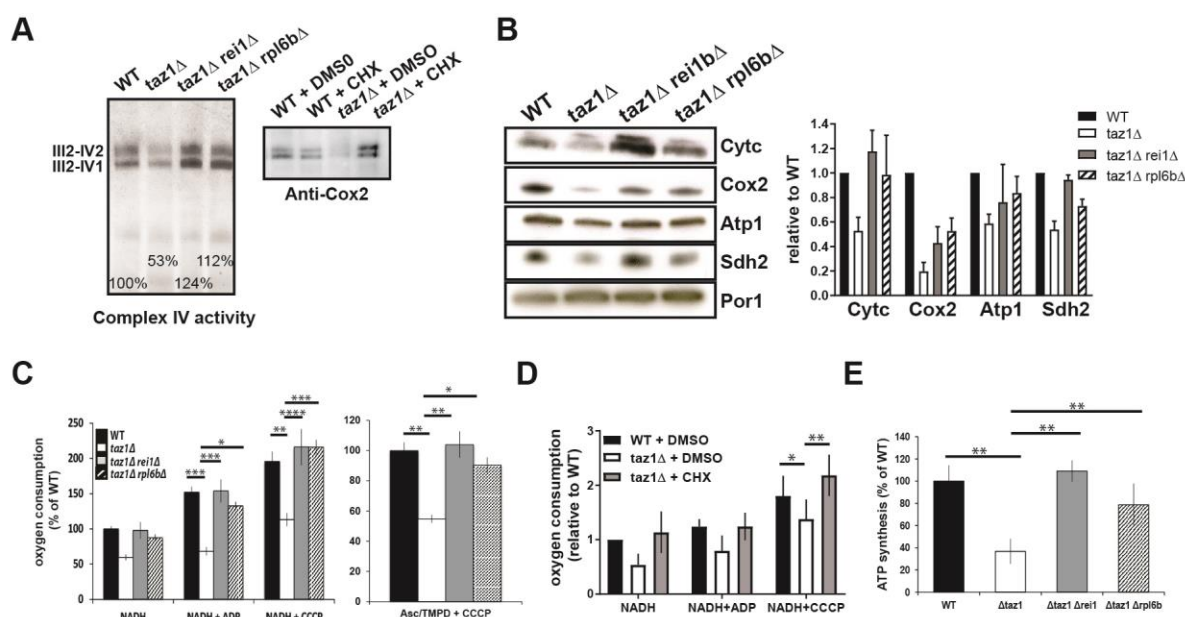 A
WT
taz1Δ
taz1Δ rei1Δ
taz1Δ rpl6bΔ
III2-IV2
III2-IV1
53%
112%
100%
124%
Complex IV activity
WT + DMS0
WT + CHX
taz1Δ + DMSO
taz1Δ + CHX
Anti-Cox2
B
WT
taz1Δ
taz1Δ rei1bΔ
taz1Δ rpl6bΔ
Cytc
Cox2
Atp1
Sdh2
Por1
relative to WT
1.4
1.2
1.0
0.8
0.6
0.4
0.2
0.0
Cytc Cox2 Atp1 Sdh2
WT
taz1Δ
taz1Δ rei1Δ
taz1Δ rpl6bΔ
C
oxygen consumption
(% of WT)
250
200
150
100
50
0
WT
taz1Δ
taz1Δ rei1Δ
taz1Δ rpl6bΔ
***
***
*
**
****
***
NADH NADH + ADP NADH + CCCP
120
100
80
60
40
20
0
**
**
*
Asc/TMPD + CCCP
D
oxygen consumption
(relative to WT)
3
2
1
0
WT + DMSO
taz1Δ + DMSO
taz1Δ + CHX
*
**
NADH NADH+ADP NADH+CCCP
E
ATP synthesis (% of WT)
120
100
80
60
40
20
0
**
**
**
WT Δtaz1 Δtaz1 Δrei1 Δtaz1 Δrpl6b